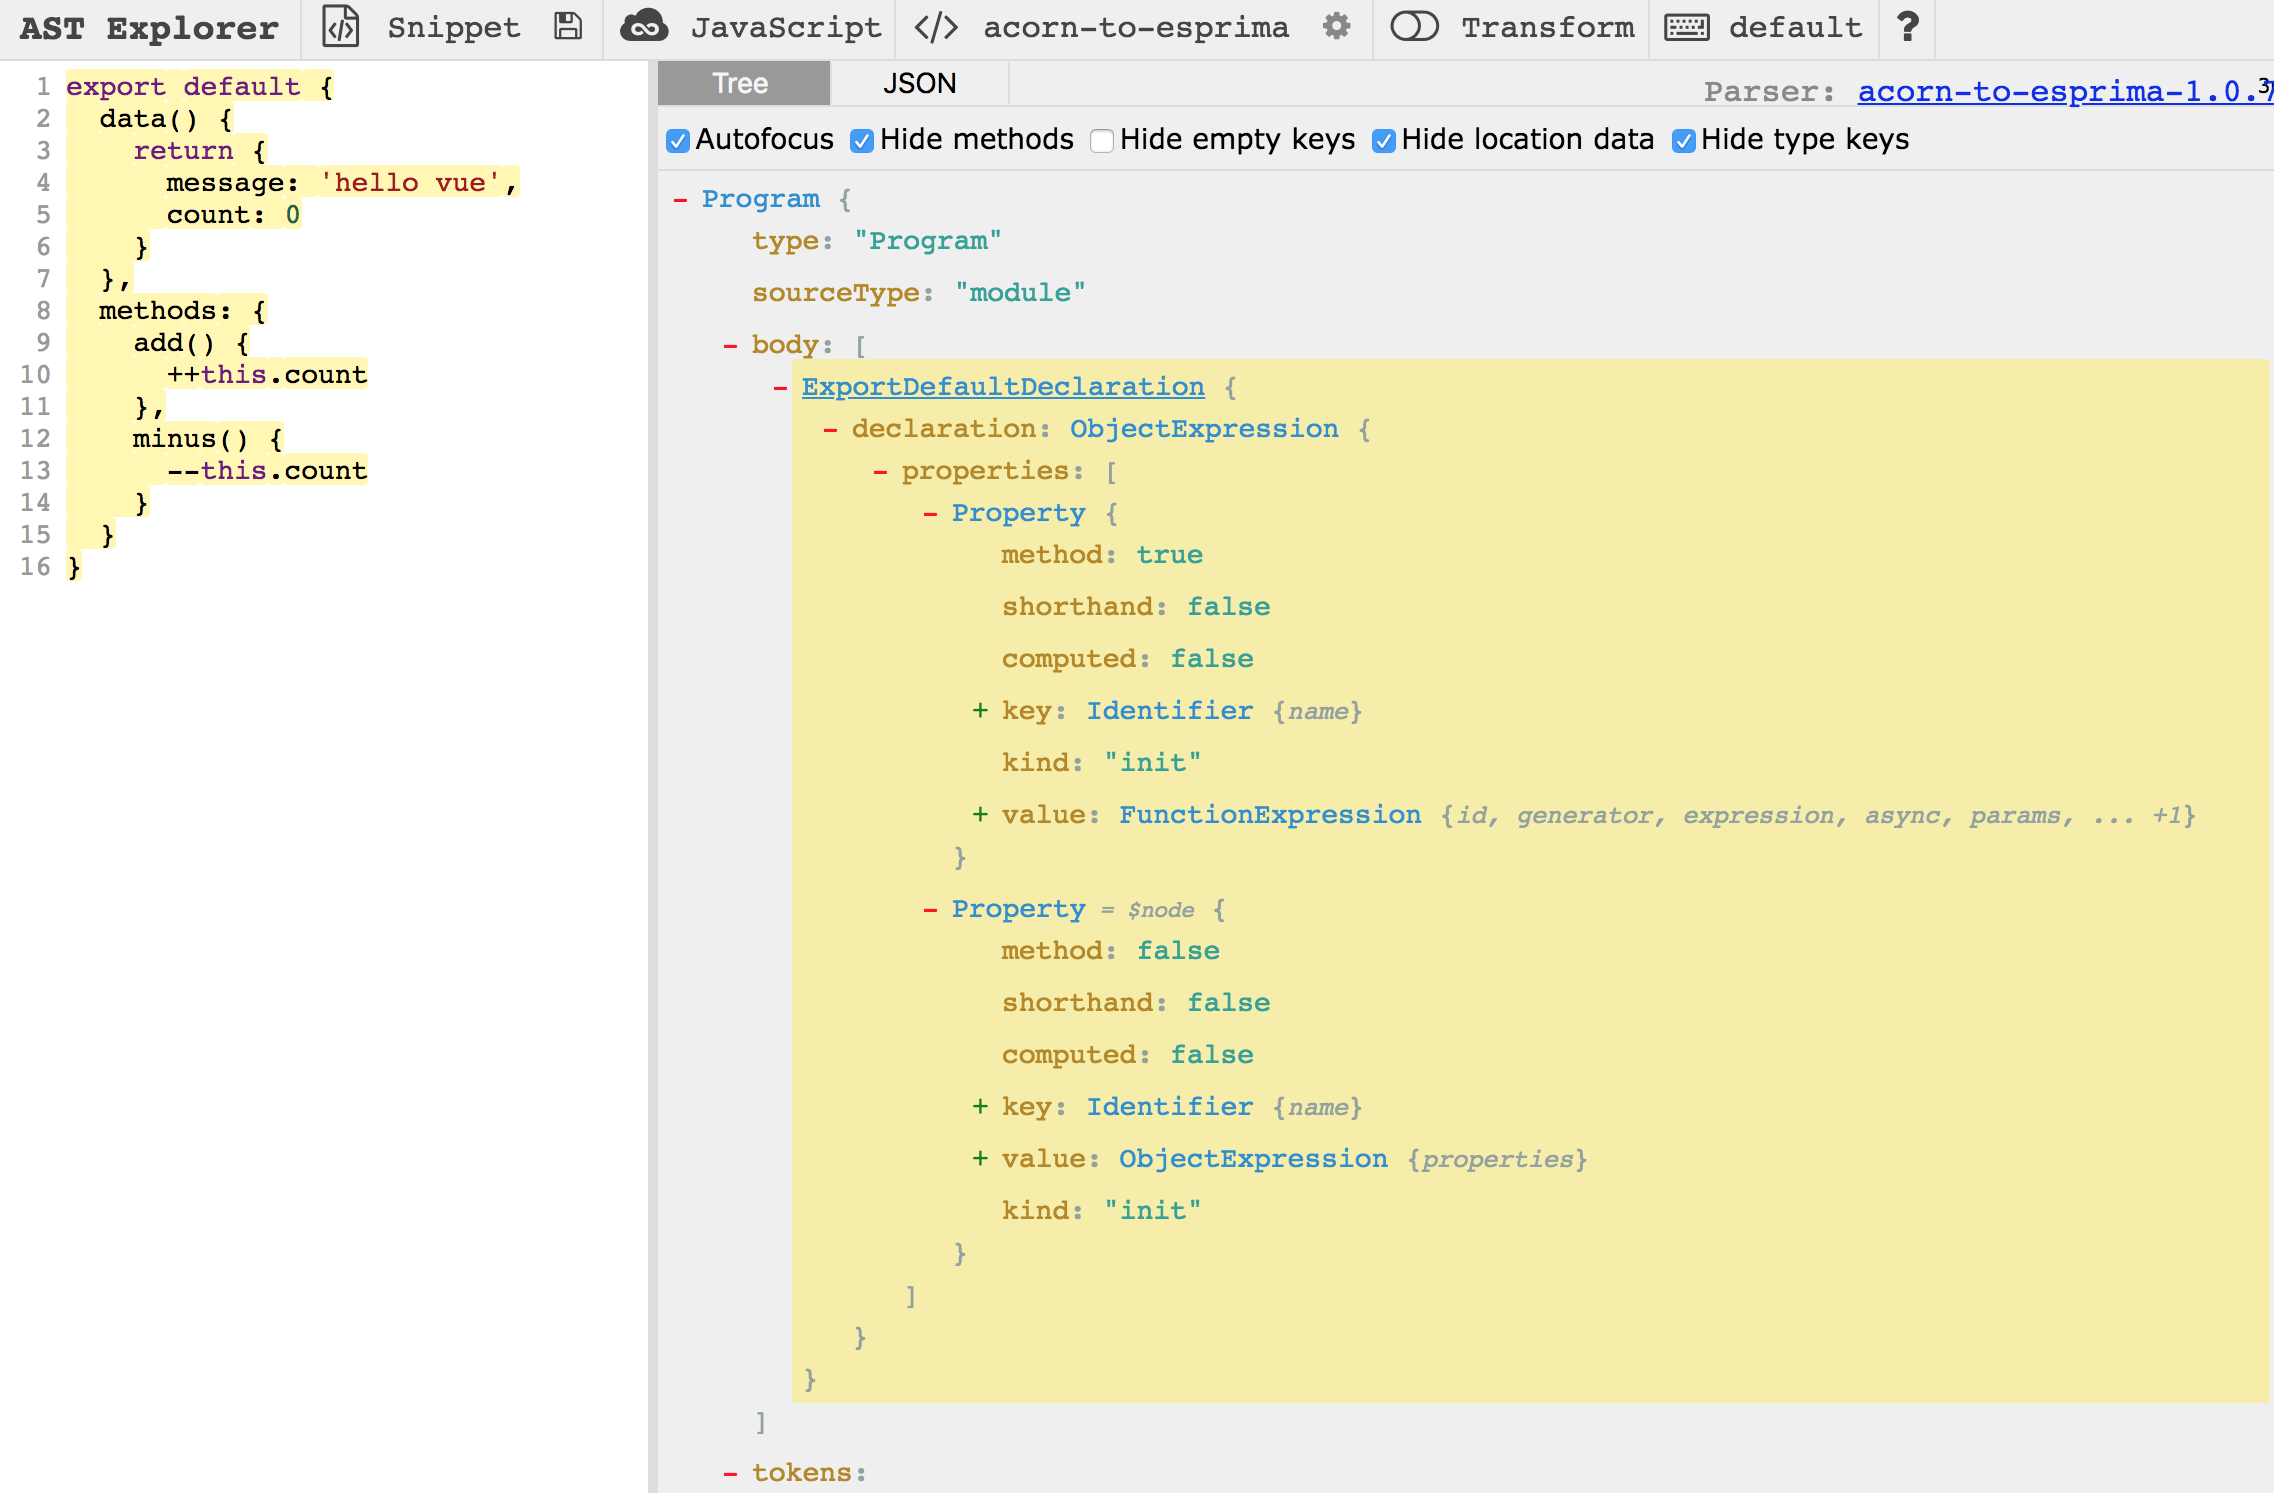 AST Explorer Snippet JavaScript </> acorn-to-esprima Transform default ?
1 export default {
2 data() {
3 return {
4 message: 'hello vue',
5 count: 0
6 }
7 },
8 methods: {
9 add() {
10 ++this.count
11 },
12 minus() {
13 --this.count
14 }
15 }
16 }
Tree JSON
Parser: acorn-to-esprima-1.0.
Autofocus Hide methods Hide empty keys Hide location data Hide type keys
- Program {
type: "Program"
sourceType: "module"
- body: [
- ExportDefaultDeclaration {
- declaration: ObjectExpression {
- properties: [
- Property {
method: true
shorthand: false
computed: false
+ key: Identifier {name}
kind: "init"
+ value: FunctionExpression {id, generator, expression, async, params, ... +1}
}
- Property = $node {
method: false
shorthand: false
computed: false
+ key: Identifier {name}
+ value: ObjectExpression {properties}
kind: "init"
}
]
}
}
]
- tokens: